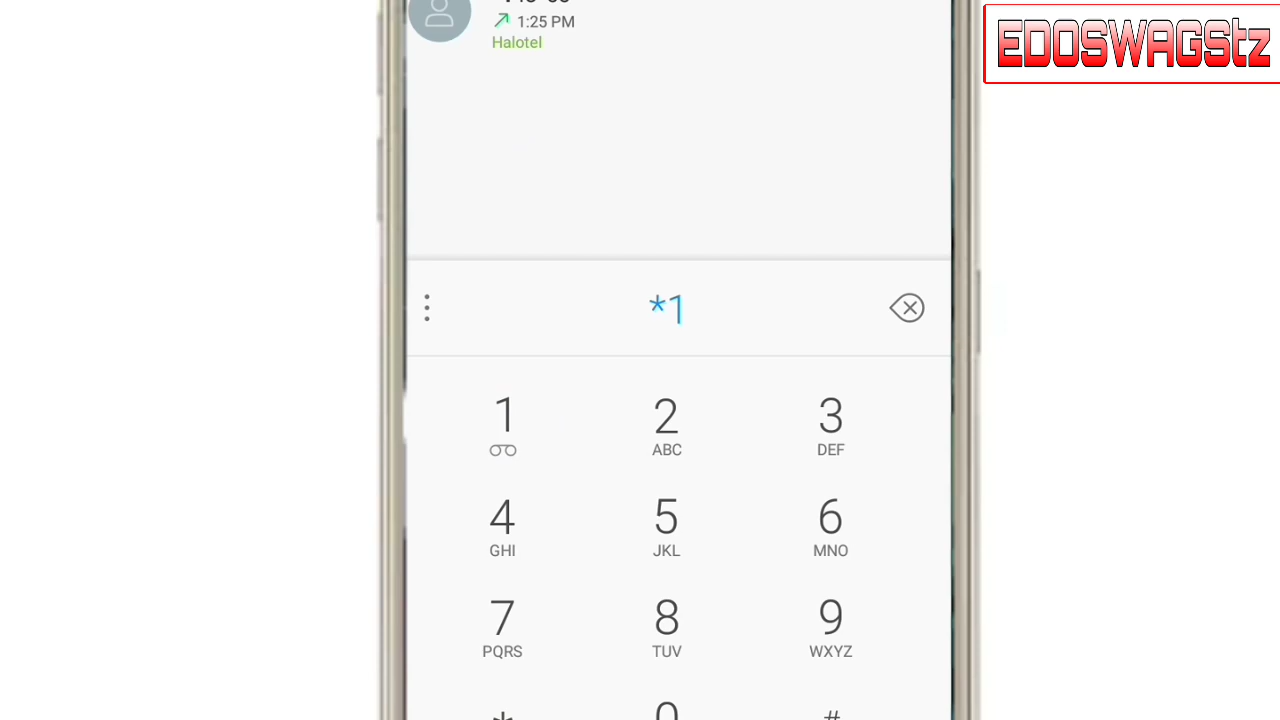 1:25 PM
Halotel
EDOSWAGStz
*1
1
2
ABC
3
DEF
4
GHI
5
JKL
6
MNO
7
PQRS
8
TUV
9
WXYZ
*
0
#